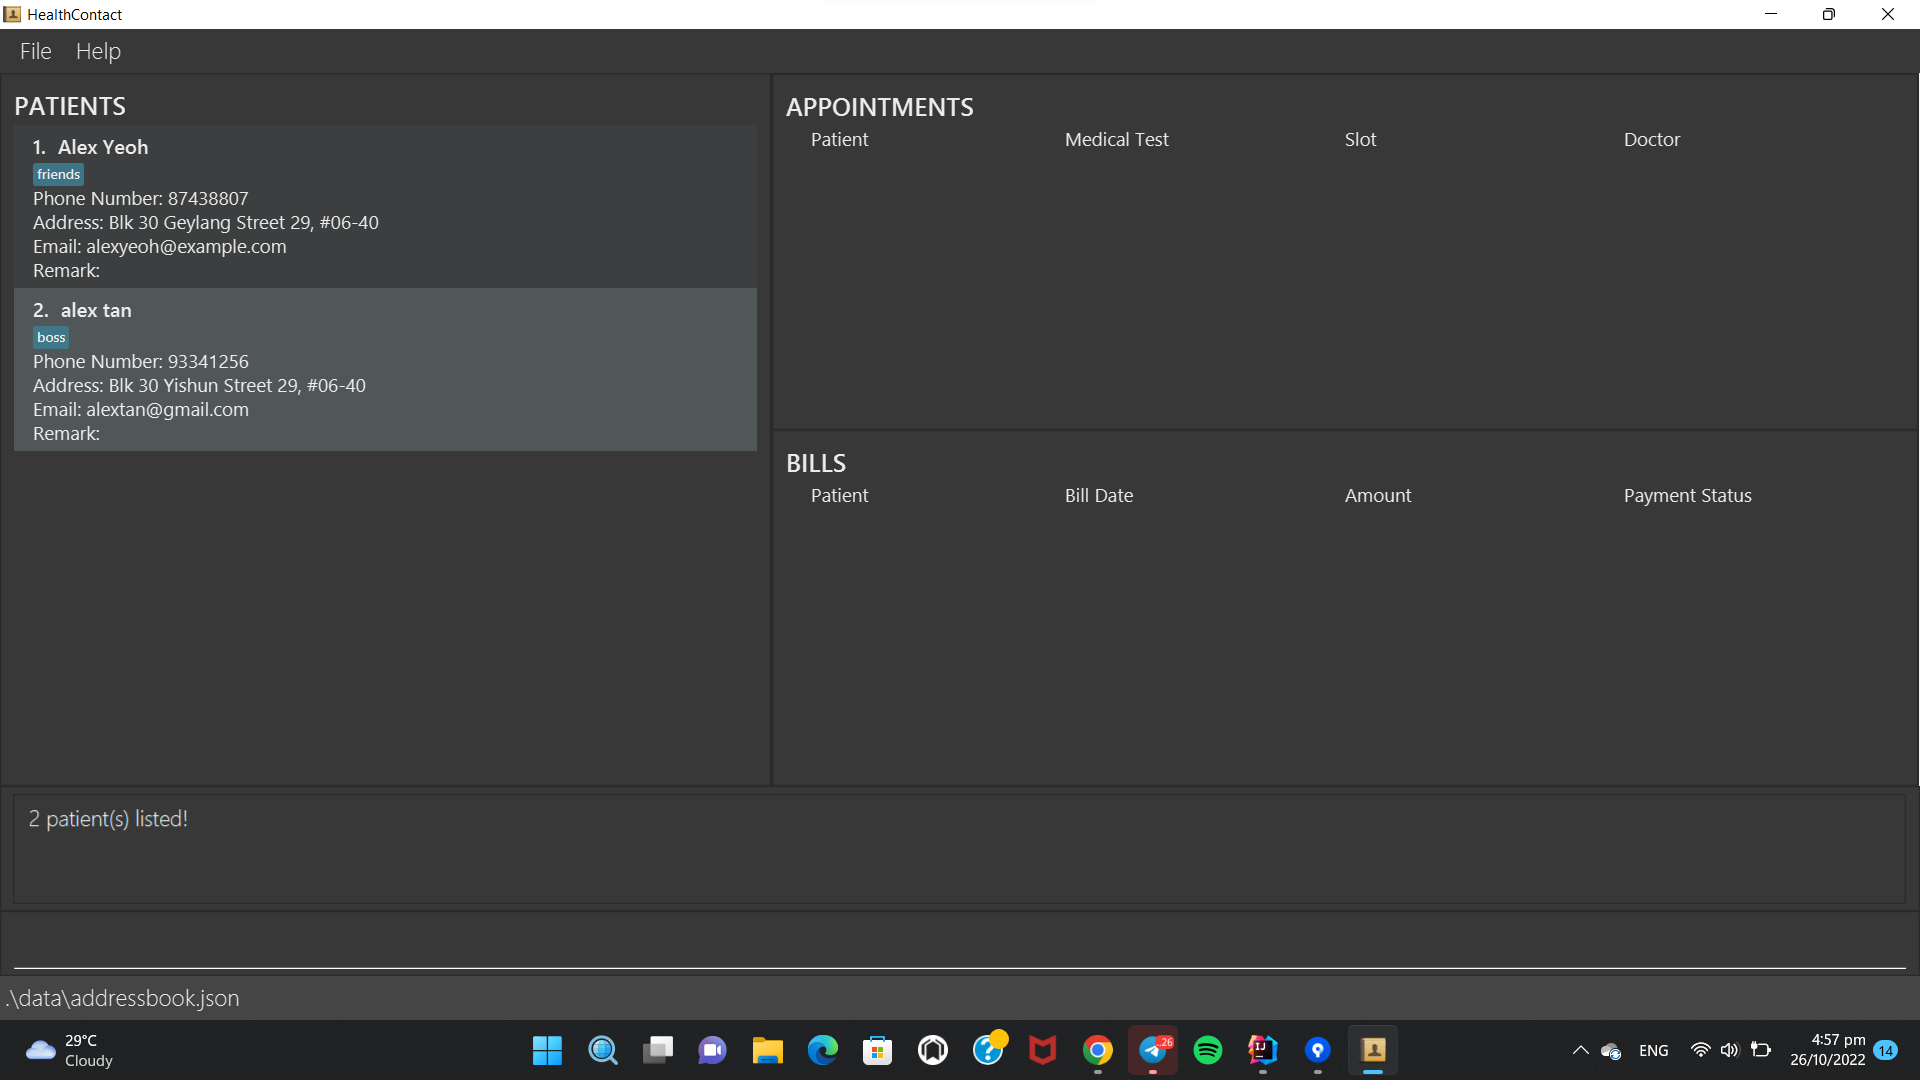 HealthContact
File Help
PATIENTS
1. Alex Yeoh
friends
Phone Number: 87438807
Address: Blk 30 Geylang Street 29, #06-40
Email: alexyeoh@example.com
Remark:
2. alex tan
boss
Phone Number: 93341256
Address: Blk 30 Yishun Street 29, #06-40
Email: alextan@gmail.com
Remark:
APPOINTMENTS
Patient Medical Test Slot Doctor
BILLS
Patient Bill Date Amount Payment Status
2 patient(s) listed!
.\data\addressbook.json
29°C
Cloudy
..26
IJ
ENG
4:57 pm
26/10/2022
14